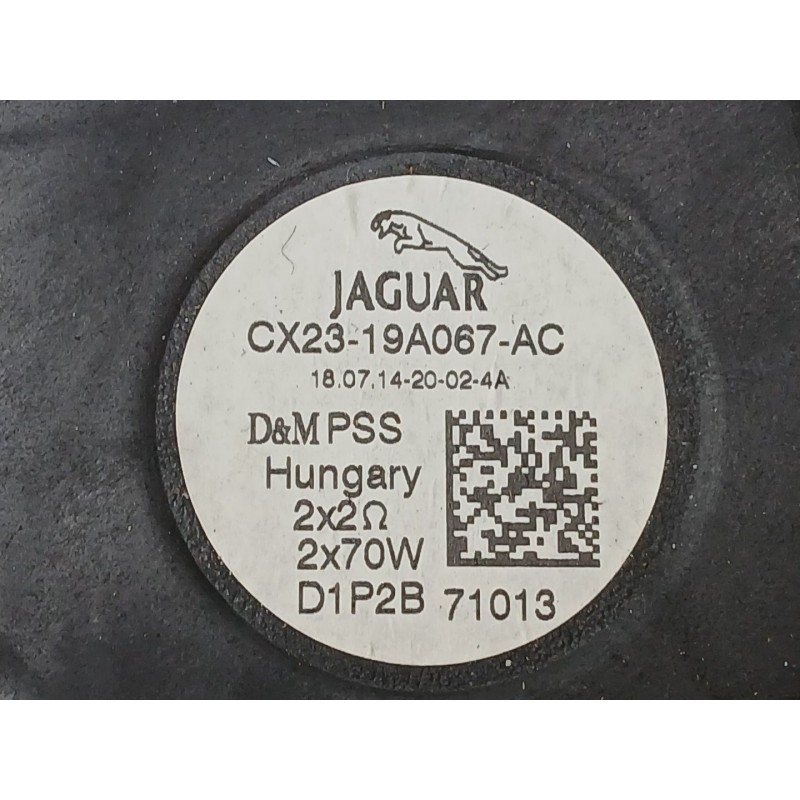 JAGUAR
CX23-19A067-AC
18.07.14-20-02-4A
D&M PSS
Hungary
2x2Ω
2x70W
D1P2B 71013